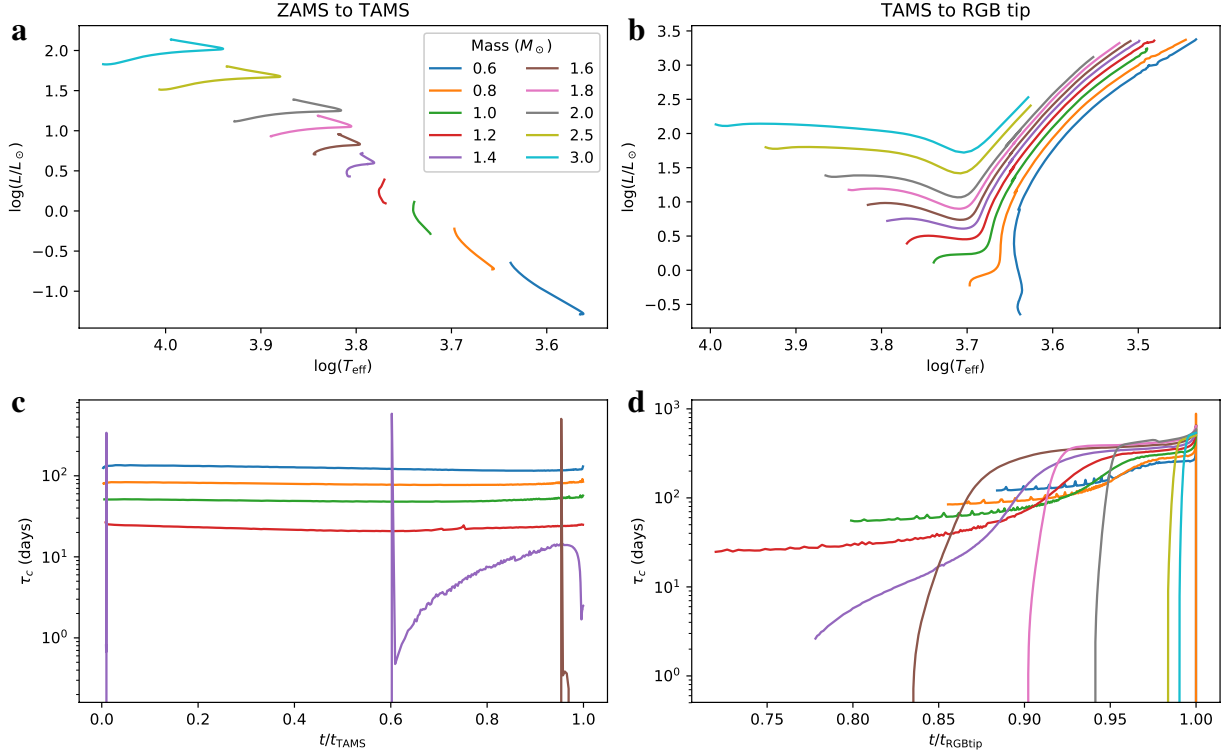 ZAMS to TAMS
a
log(L/L⊙)
2.0
1.5
1.0
0.5
0.0
−0.5
−1.0
4.0 3.9 3.8 3.7 3.6
log(Teff)
Mass (M⊙)
0.6 1.6
0.8 1.8
1.0 2.0
1.2 2.5
1.4 3.0
TAMS to RGB tip
b
log(L/L⊙)
3.5
3.0
2.5
2.0
1.5
1.0
0.5
0.0
−0.5
4.0 3.9 3.8 3.7 3.6 3.5
log(Teff)
c
τc (days)
10²
10¹
10⁰
0.0 0.2 0.4 0.6 0.8 1.0
t/tTAMS
d
τc (days)
10³
10²
10¹
10⁰
0.75 0.80 0.85 0.90 0.95 1.00
t/tRGBtip